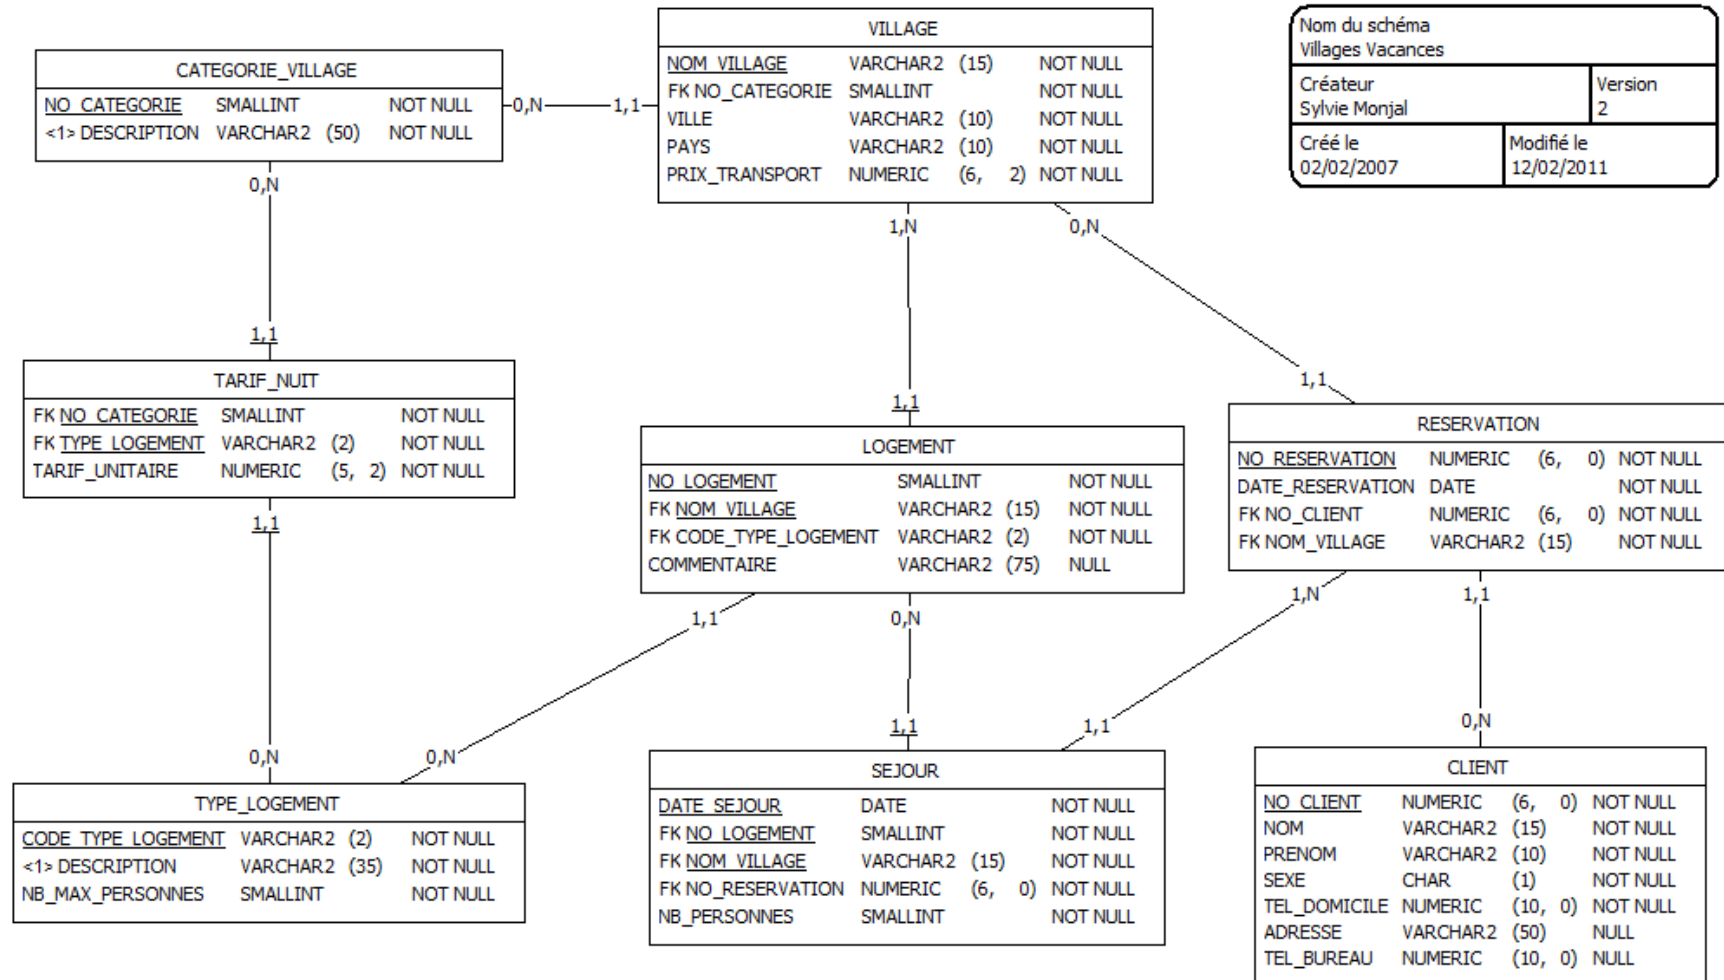 Nom du schéma
Villages Vacances
Créateur
Sylvie Monjal
Version
2
Créé le
02/02/2007
Modifié le
12/02/2011
CATEGORIE_VILLAGE
NO_CATEGORIE SMALLINT NOT NULL
<1> DESCRIPTION VARCHAR2 (50) NOT NULL
0,N
1,1
VILLAGE
NOM_VILLAGE VARCHAR2 (15) NOT NULL
FK NO_CATEGORIE SMALLINT NOT NULL
VILLE VARCHAR2 (10) NOT NULL
PAYS VARCHAR2 (10) NOT NULL
PRIX_TRANSPORT NUMERIC (6, 2) NOT NULL
0,N
1,N
0,N
1,1
1,1
1,1
TARIF_NUIT
FK NO_CATEGORIE SMALLINT NOT NULL
FK TYPE_LOGEMENT VARCHAR2 (2) NOT NULL
TARIF_UNITAIRE NUMERIC (5, 2) NOT NULL
1,1
LOGEMENT
NO_LOGEMENT SMALLINT NOT NULL
FK NOM_VILLAGE VARCHAR2 (15) NOT NULL
FK CODE_TYPE_LOGEMENT VARCHAR2 (2) NOT NULL
COMMENTAIRE VARCHAR2 (75) NULL
1,1
0,N
RESERVATION
NO_RESERVATION NUMERIC (6, 0) NOT NULL
DATE_RESERVATION DATE NOT NULL
FK NO_CLIENT NUMERIC (6, 0) NOT NULL
FK NOM_VILLAGE VARCHAR2 (15) NOT NULL
1,N
1,1
0,N
0,N
1,1
1,1
0,N
TYPE_LOGEMENT
CODE_TYPE_LOGEMENT VARCHAR2 (2) NOT NULL
<1> DESCRIPTION VARCHAR2 (35) NOT NULL
NB_MAX_PERSONNES SMALLINT NOT NULL
SEJOUR
DATE_SEJOUR DATE NOT NULL
FK NO_LOGEMENT SMALLINT NOT NULL
FK NOM_VILLAGE VARCHAR2 (15) NOT NULL
FK NO_RESERVATION NUMERIC (6, 0) NOT NULL
NB_PERSONNES SMALLINT NOT NULL
CLIENT
NO_CLIENT NUMERIC (6, 0) NOT NULL
NOM VARCHAR2 (15) NOT NULL
PRENOM VARCHAR2 (10) NOT NULL
SEXE CHAR (1) NOT NULL
TEL_DOMICILE NUMERIC (10, 0) NOT NULL
ADRESSE VARCHAR2 (50) NULL
TEL_BUREAU NUMERIC (10, 0) NULL